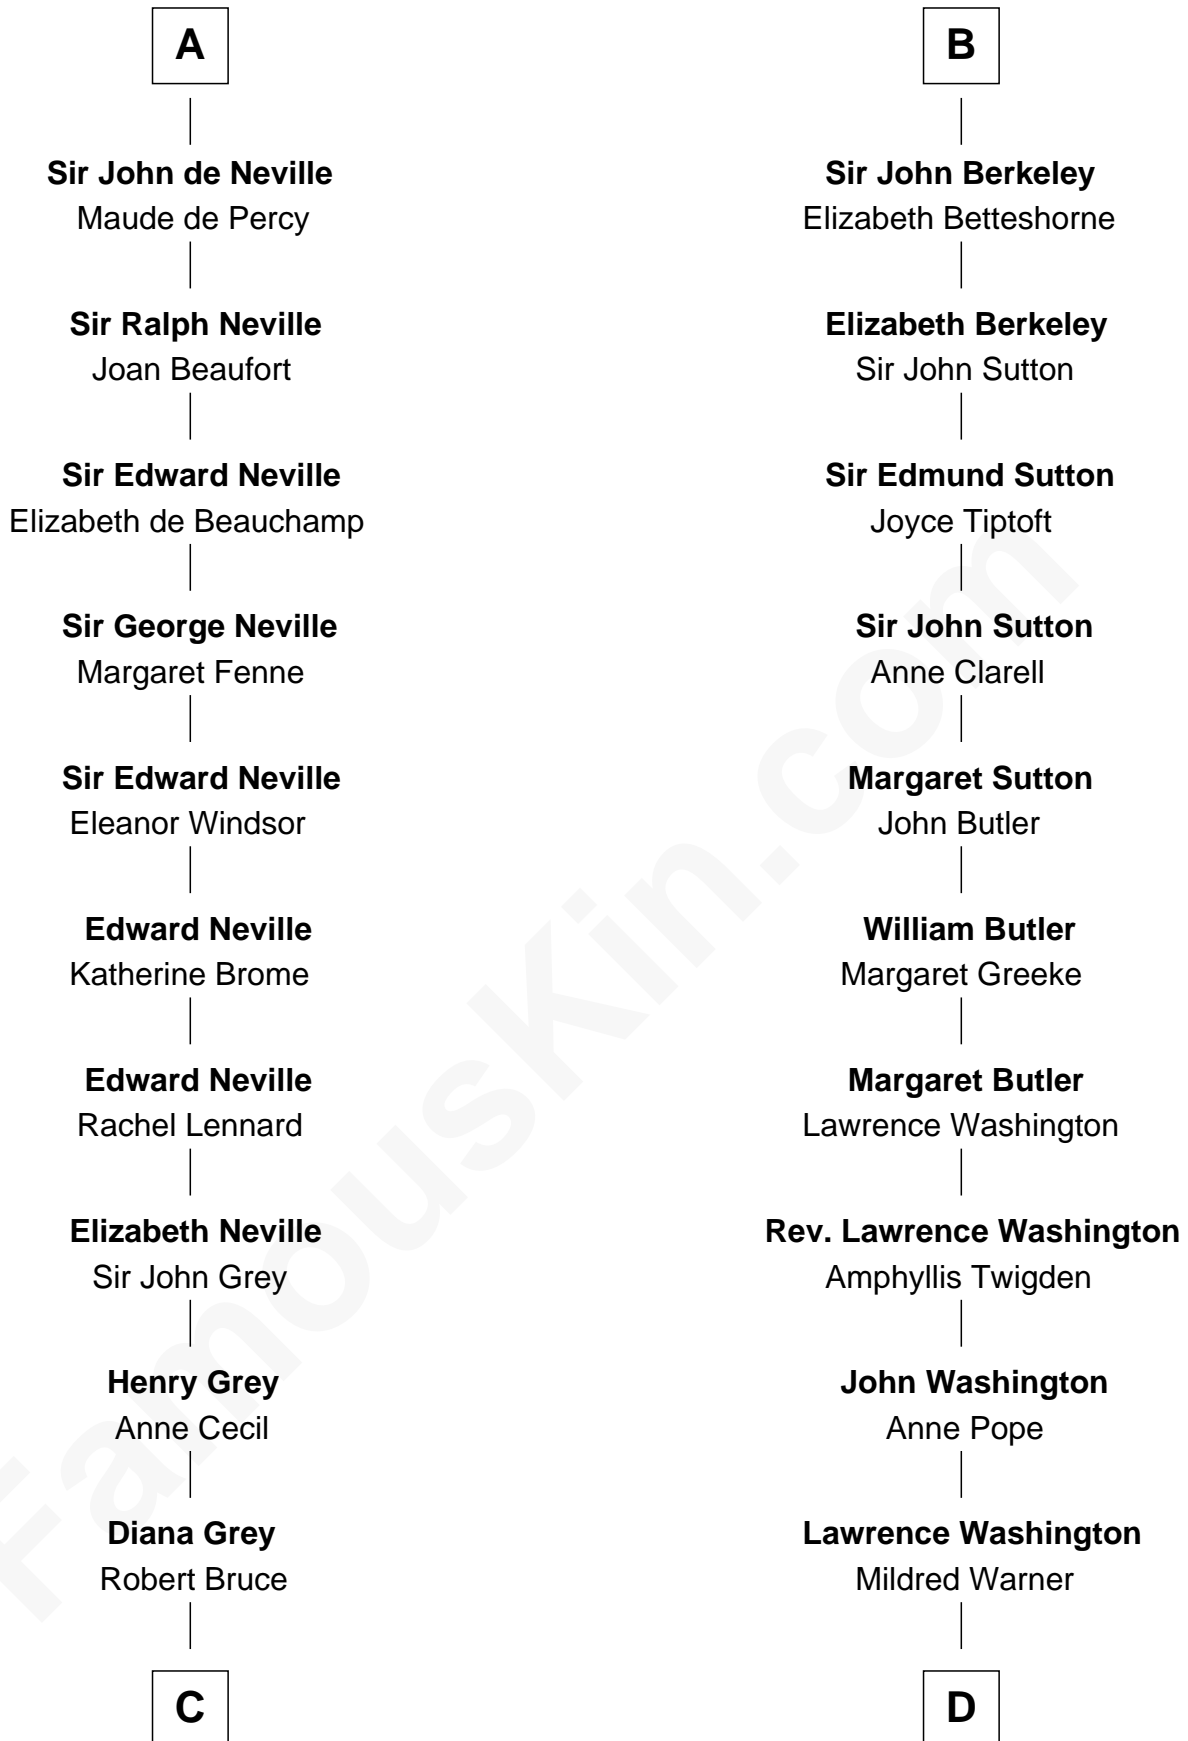 A
Sir John de Neville
Maude de Percy
Sir Ralph Neville
Joan Beaufort
Sir Edward Neville
Elizabeth de Beauchamp
Sir George Neville
Margaret Fenne
Sir Edward Neville
Eleanor Windsor
Edward Neville
Katherine Brome
Edward Neville
Rachel Lennard
Elizabeth Neville
Sir John Grey
Henry Grey
Anne Cecil
Diana Grey
Robert Bruce
C
B
Sir John Berkeley
Elizabeth Betteshorne
Elizabeth Berkeley
Sir John Sutton
Sir Edmund Sutton
Joyce Tiptoft
Sir John Sutton
Anne Clarell
Margaret Sutton
John Butler
William Butler
Margaret Greeke
Margaret Butler
Lawrence Washington
Rev. Lawrence Washington
Amphyllis Twigden
John Washington
Anne Pope
Lawrence Washington
Mildred Warner
D
FamousKin.com